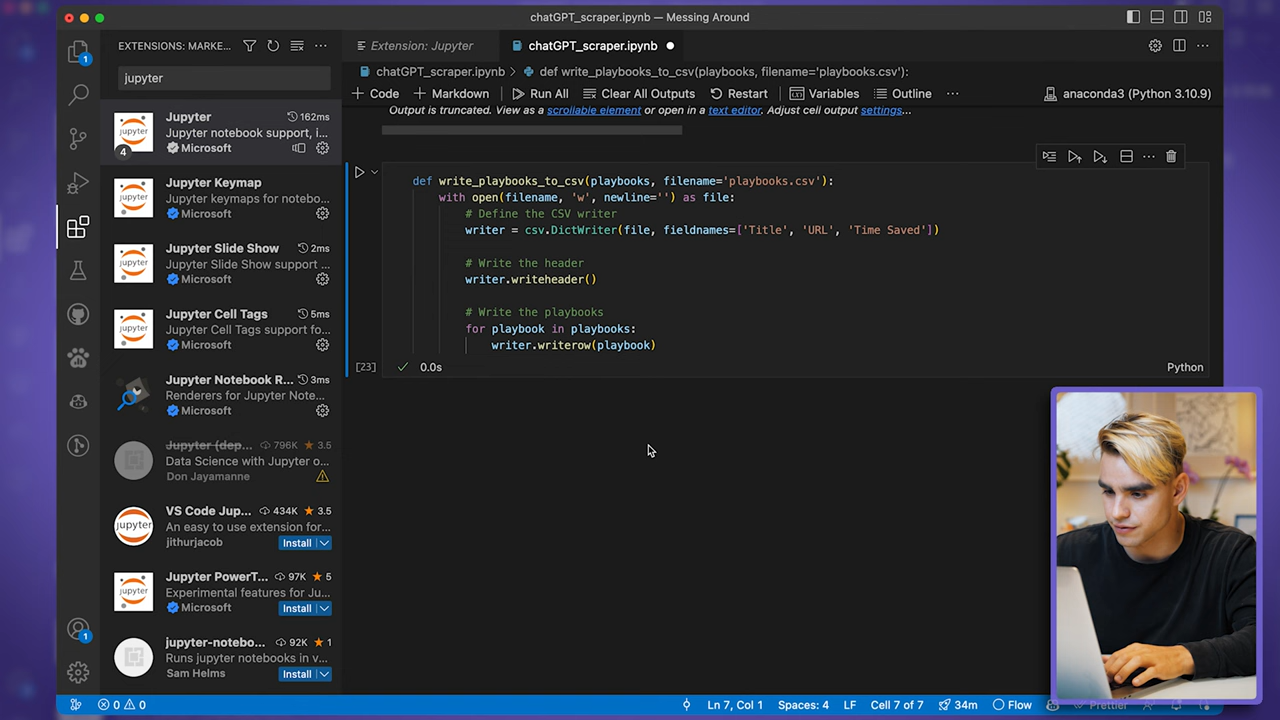 chatGPT_scraper.ipynb — Messing Around
EXTENSIONS: MARKE...
jupyter
Jupyter 162ms
Jupyter notebook support, i...
Microsoft
4
Jupyter Keymap
Jupyter keymaps for notebo...
Microsoft
Jupyter Slide Show 2ms
Jupyter Slide Show support ...
Microsoft
Jupyter Cell Tags 5ms
Jupyter Cell Tags support fo...
Microsoft
Jupyter Notebook R... 3ms
Renderers for Jupyter Note...
Microsoft
Jupyter (dep... 796K 3.5
Data Science with Jupyter o...
Don Jayamanne
VS Code Jup... 434K 3.5
An easy to use extension for...
jithurjacob Install
Jupyter PowerT... 97K 5
Experimental features for Ju...
Microsoft Install
jupyter-notebo... 92K 1
Runs jupyter notebooks in v...
Sam Helms Install
1
1
Extension: Jupyter chatGPT_scraper.ipynb
chatGPT_scraper.ipynb > def write_playbooks_to_csv(playbooks, filename='playbooks.csv'):
+ Code + Markdown Run All Clear All Outputs Restart Variables Outline ... anaconda3 (Python 3.10.9)
Output is truncated. View as a scrollable element or open in a text editor. Adjust cell output settings...
def write_playbooks_to_csv(playbooks, filename='playbooks.csv'):
with open(filename, 'w', newline='') as file:
# Define the CSV writer
writer = csv.DictWriter(file, fieldnames=['Title', 'URL', 'Time Saved'])
# Write the header
writer.writeheader()
# Write the playbooks
for playbook in playbooks:
writer.writerow(playbook)
[23] 0.0s Python
0 0 Ln 7, Col 1 Spaces: 4 LF Cell 7 of 7 34m Flow Prettier